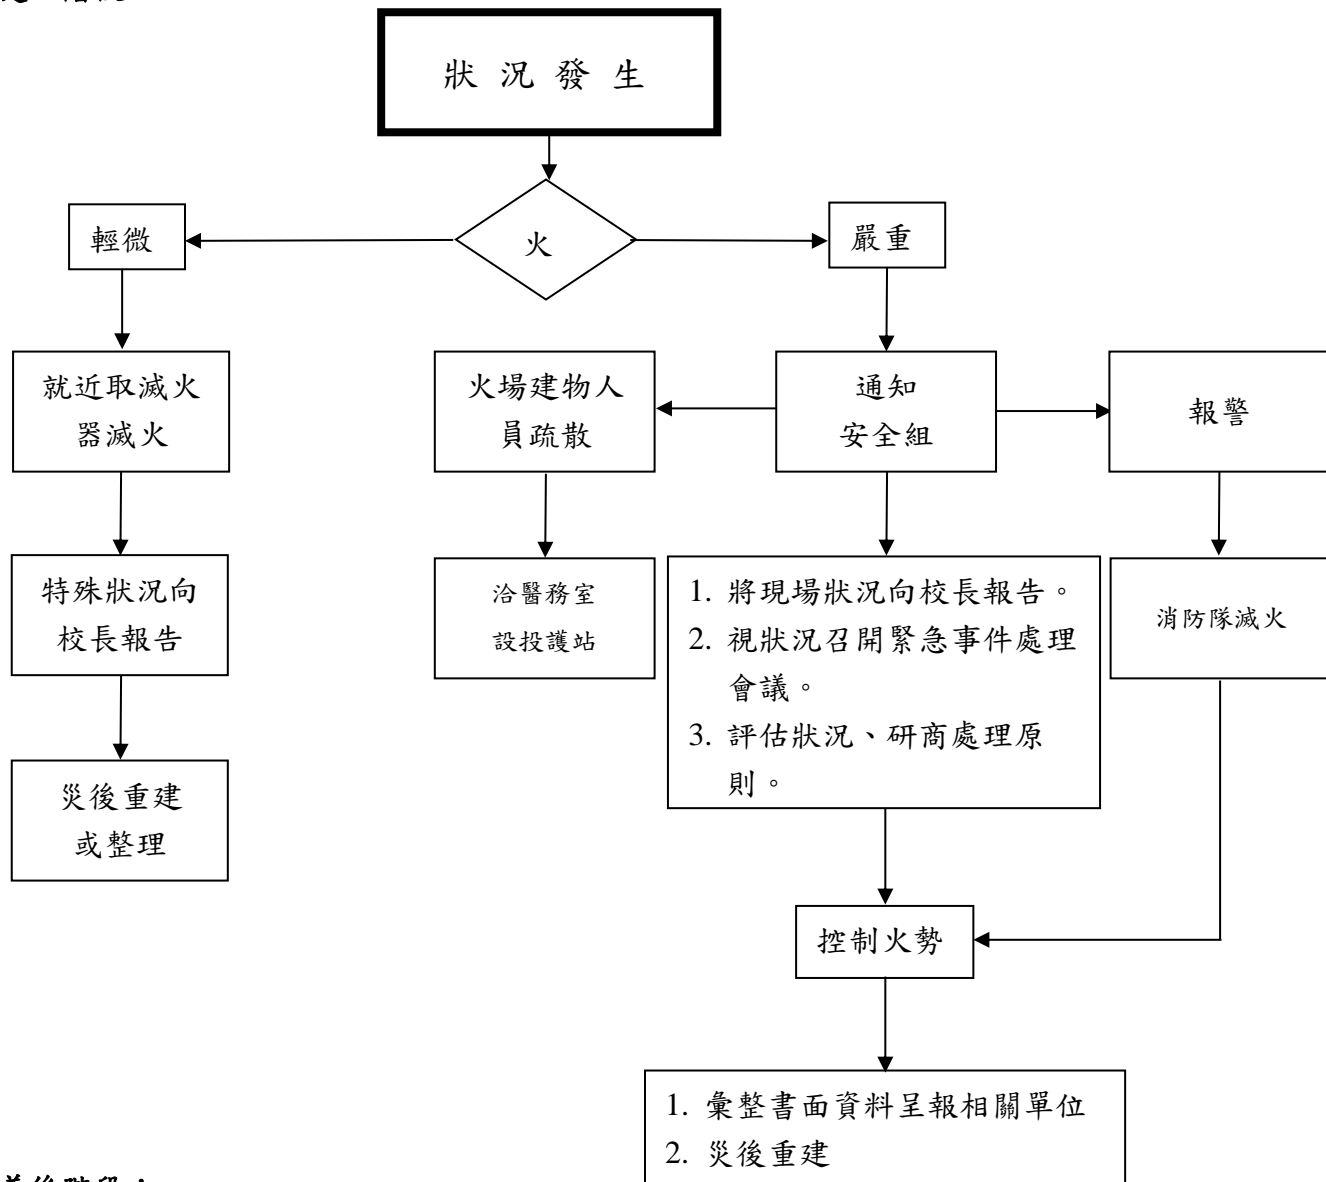 狀 況 發 生
輕微
火
嚴重
就近取滅火
器滅火
火場建物人
員疏散
通知
安全組
報警
特殊狀況向
校長報告
洽醫務室
設投護站
1. 將現場狀況向校長報告。
2. 視狀況召開緊急事件處理
會議。
3. 評估狀況、研商處理原
則。
消防隊滅火
災後重建
或整理
控制火勢
1. 彙整書面資料呈報相關單位
2. 災後重建